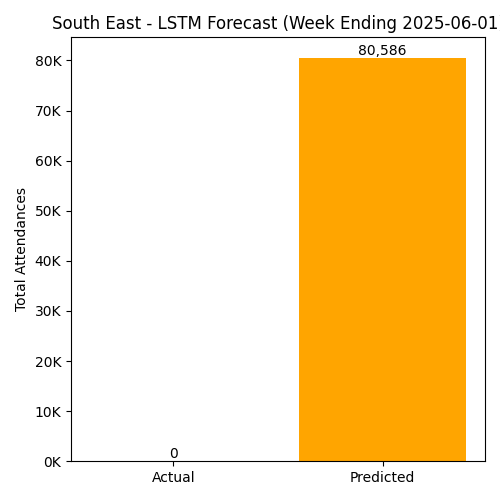 South East - LSTM Forecast (Week Ending 2025-06-01
80,586
80K
70K
60K
50K
40K
30K
20K
10K
0K
0
Total Attendances
Actual
Predicted